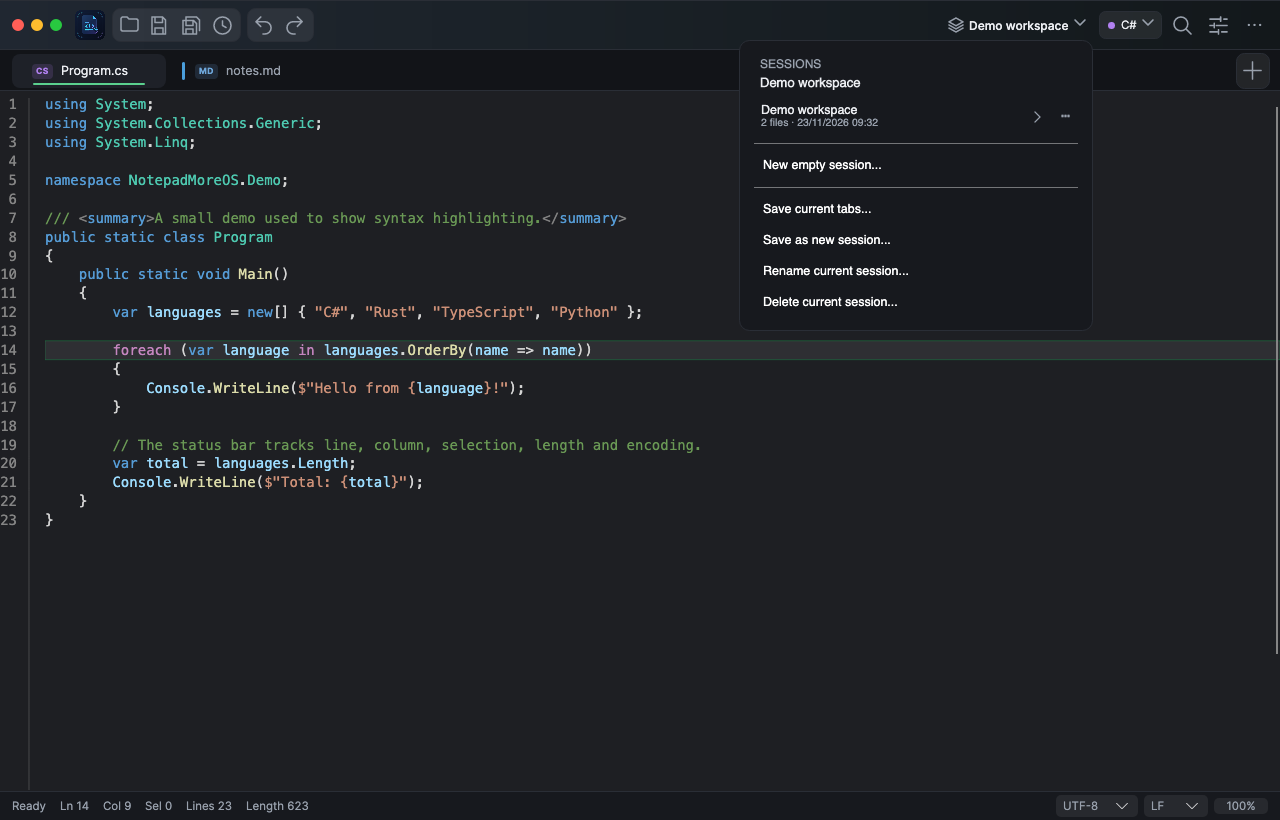 Demo workspace
C#
CS Program.cs
MD notes.md
SESSIONS
Demo workspace
Demo workspace
2 files · 23/11/2026 09:32
New empty session...
Save current tabs...
Save as new session...
Rename current session...
Delete current session...
1 using System;
2 using System.Collections.Generic;
3 using System.Linq;
4
5 namespace NotepadMoreOS.Demo;
6
7 /// <summary>A small demo used to show syntax highlighting.</summary>
8 public static class Program
9 {
10     public static void Main()
11     {
12         var languages = new[] { "C#", "Rust", "TypeScript", "Python" };
13
14         foreach (var language in languages.OrderBy(name => name))
15         {
16             Console.WriteLine($"Hello from {language}!");
17         }
18
19         // The status bar tracks line, column, selection, length and encoding.
20         var total = languages.Length;
21         Console.WriteLine($"Total: {total}");
22     }
23 }
Ready Ln 14 Col 9 Sel 0 Lines 23 Length 623 UTF-8 LF 100%